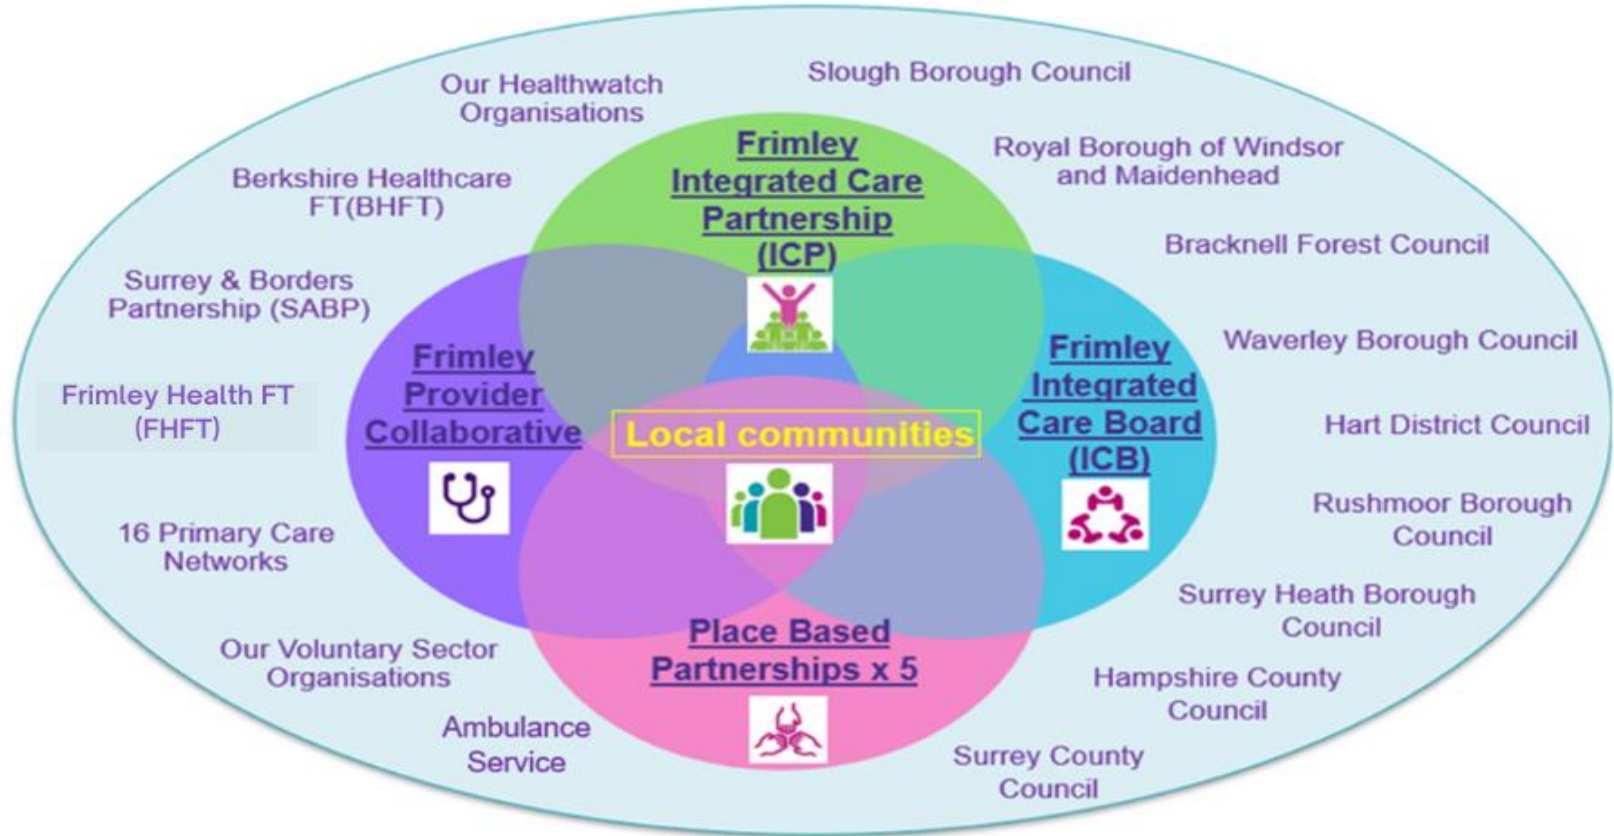 Our Healthwatch
Organisations
Slough Borough Council
Berkshire Healthcare
FT(BHFT)
Frimley
Integrated Care
Partnership
(ICP)
Royal Borough of Windsor
and Maidenhead
Bracknell Forest Council
Surrey & Borders
Partnership (SABP)
Frimley
Provider
Collaborative
Frimley
Integrated
Care Board
(ICB)
Waverley Borough Council
Frimley Health FT
(FHFT)
Local communities
Hart District Council
16 Primary Care
Networks
Rushmoor Borough
Council
Surrey Heath Borough
Council
Our Voluntary Sector
Organisations
Place Based
Partnerships x 5
Hampshire County
Council
Ambulance
Service
Surrey County
Council